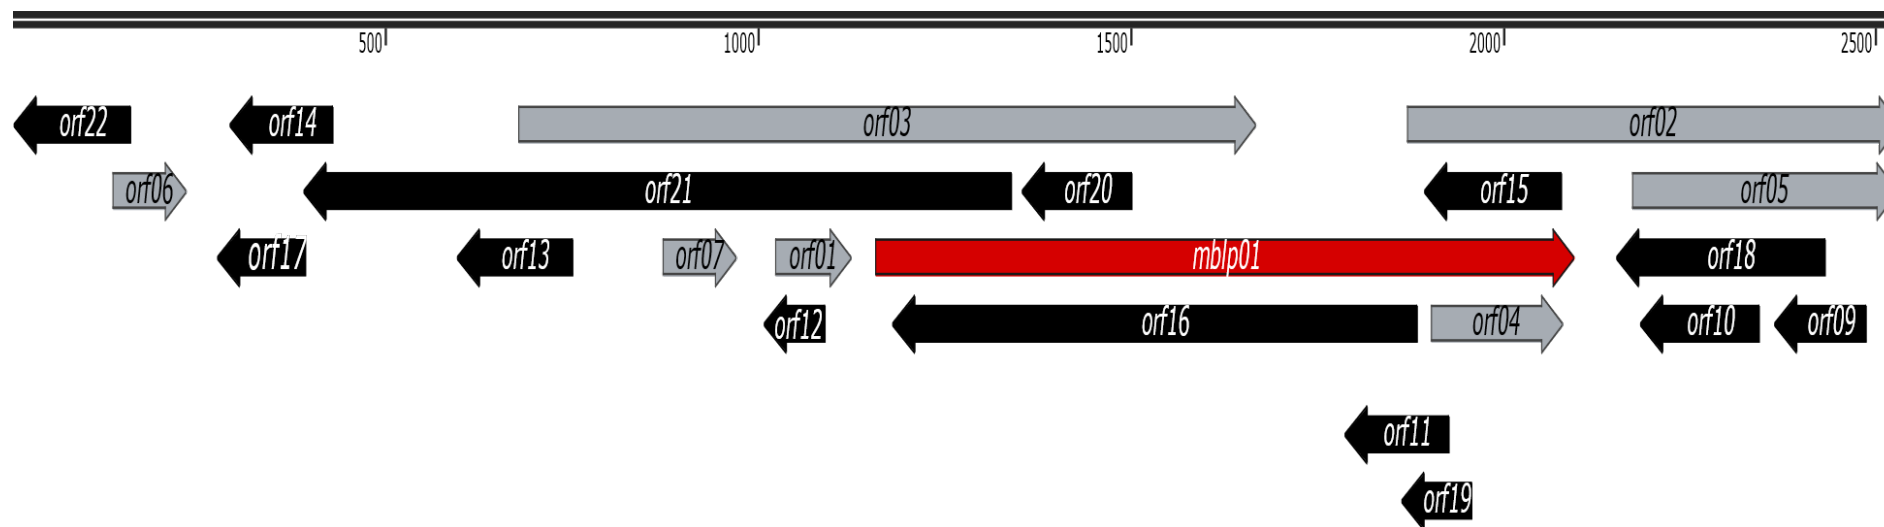 500 1000 1500 2000 2500
orf22 orf14 orf03 orf02
orf06 orf21 orf20 orf15 orf05
orf17 orf13 orf07 orf01 mblp01 orf18
orf12 orf16 orf04 orf10 orf09
orf11
orf19